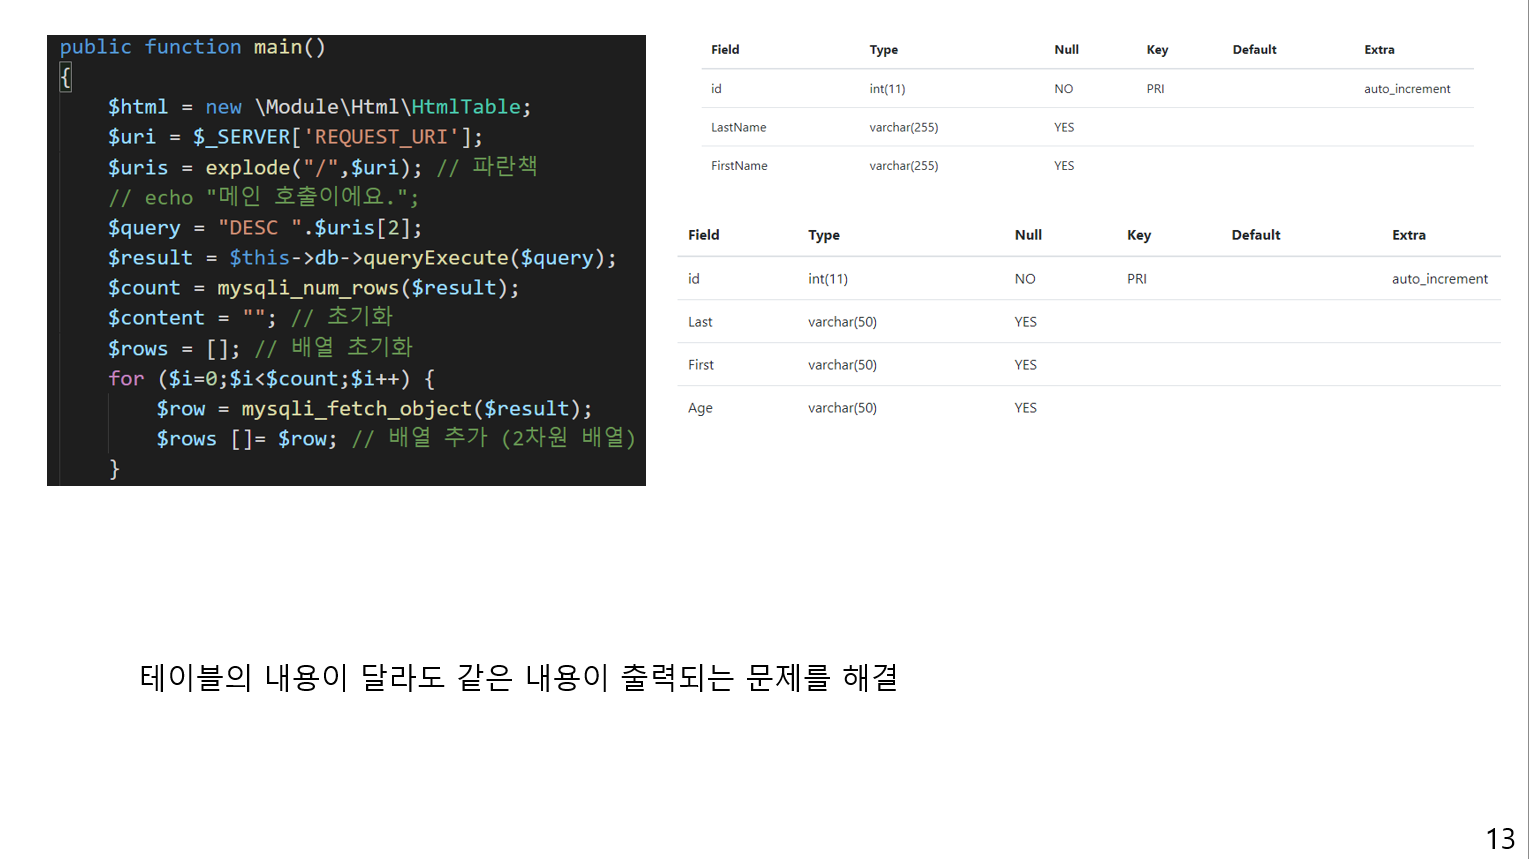 public function main()
{
$html = new \Module\Html\HtmlTable;
$uri = $_SERVER['REQUEST_URI'];
$uris = explode("/",$uri); // 파란책
// echo "메인 호출이에요.";
$query = "DESC ".$uris[2];
$result = $this->db->queryExecute($query);
$count = mysqli_num_rows($result);
$content = ""; // 초기화
$rows = []; // 배열 초기화
for ($i=0;$i<$count;$i++) {
$row = mysqli_fetch_object($result);
$rows []= $row; // 배열 추가 (2차원 배열)
}
Field Type Null Key Default Extra
id int(11) NO PRI auto_increment
LastName varchar(255) YES
FirstName varchar(255) YES
Field Type Null Key Default Extra
id int(11) NO PRI auto_increment
Last varchar(50) YES
First varchar(50) YES
Age varchar(50) YES
테이블의 내용이 달라도 같은 내용이 출력되는 문제를 해결
13